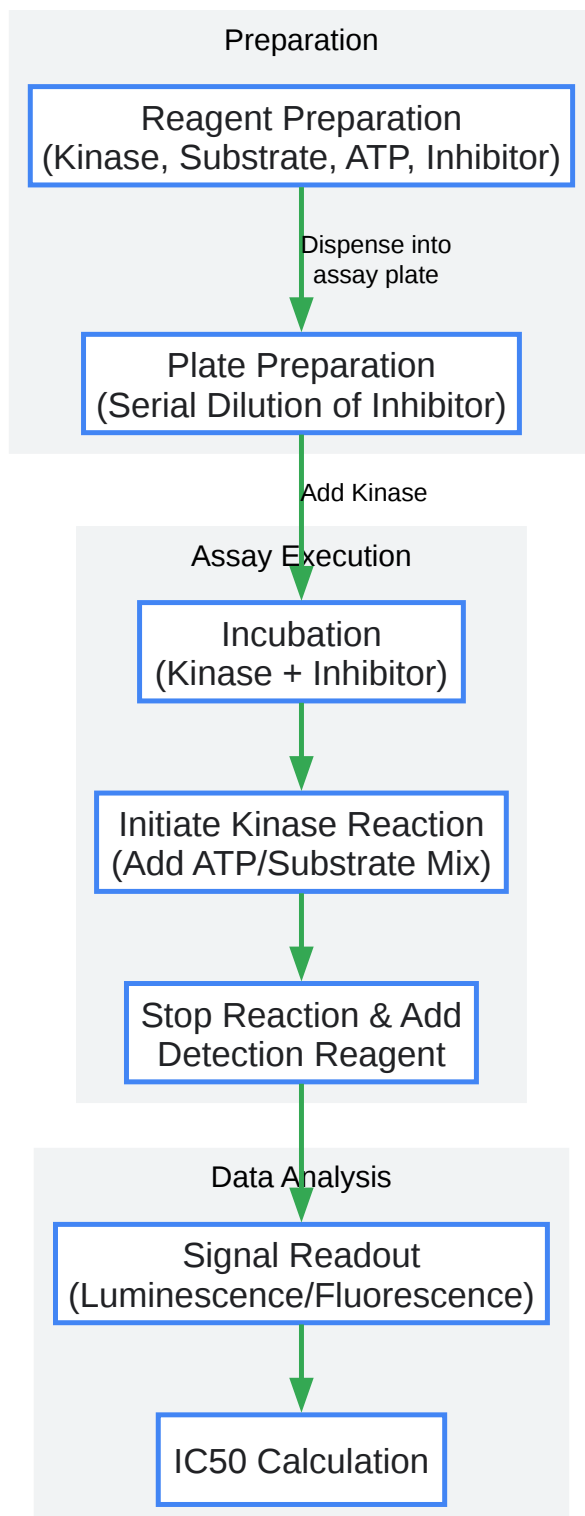 Preparation
Reagent Preparation
(Kinase, Substrate, ATP, Inhibitor)
Dispense into
assay plate
Plate Preparation
(Serial Dilution of Inhibitor)
Add Kinase
Assay Execution
Incubation
(Kinase + Inhibitor)
Initiate Kinase Reaction
(Add ATP/Substrate Mix)
Stop Reaction & Add
Detection Reagent
Data Analysis
Signal Readout
(Luminescence/Fluorescence)
IC50 Calculation